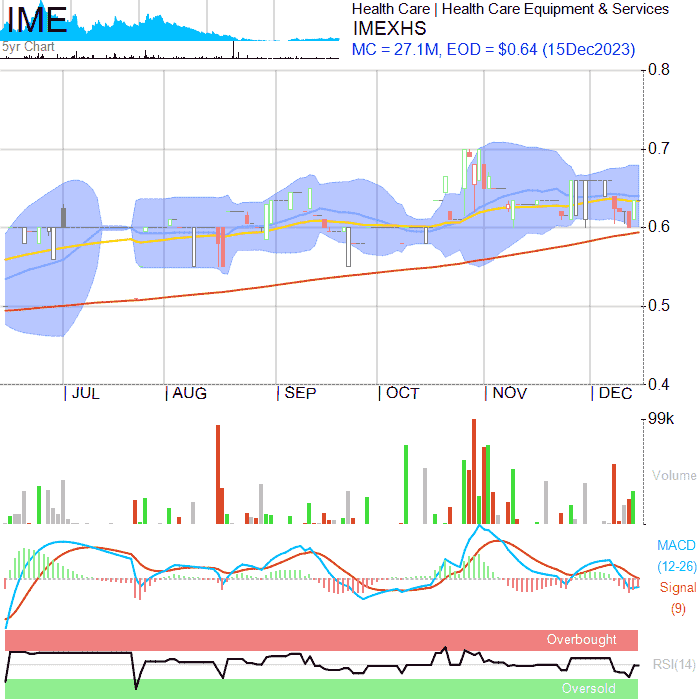 IME
5yr Chart
Health Care | Health Care Equipment & Services
IMEXHS
MC = 27.1M, EOD = $0.64 (15Dec2023)
0.8
0.7
0.6
0.5
0.4
JUL AUG SEP OCT NOV DEC
99k
Volume
MACD
(12-26)
Signal
(9)
Overbought
RSI(14)
Oversold